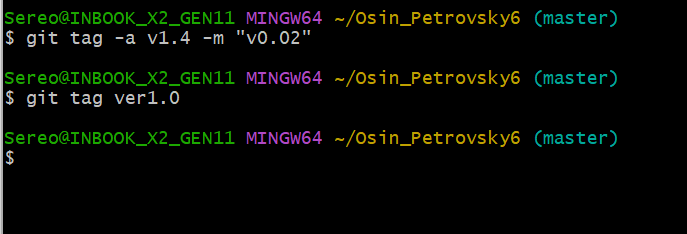 Sereo@INBOOK_X2_GEN11 MINGW64 ~/Osin_Petrovsky6 (master)
$ git tag -a v1.4 -m "v0.02"
Sereo@INBOOK_X2_GEN11 MINGW64 ~/Osin_Petrovsky6 (master)
$ git tag ver1.0
Sereo@INBOOK_X2_GEN11 MINGW64 ~/Osin_Petrovsky6 (master)
$